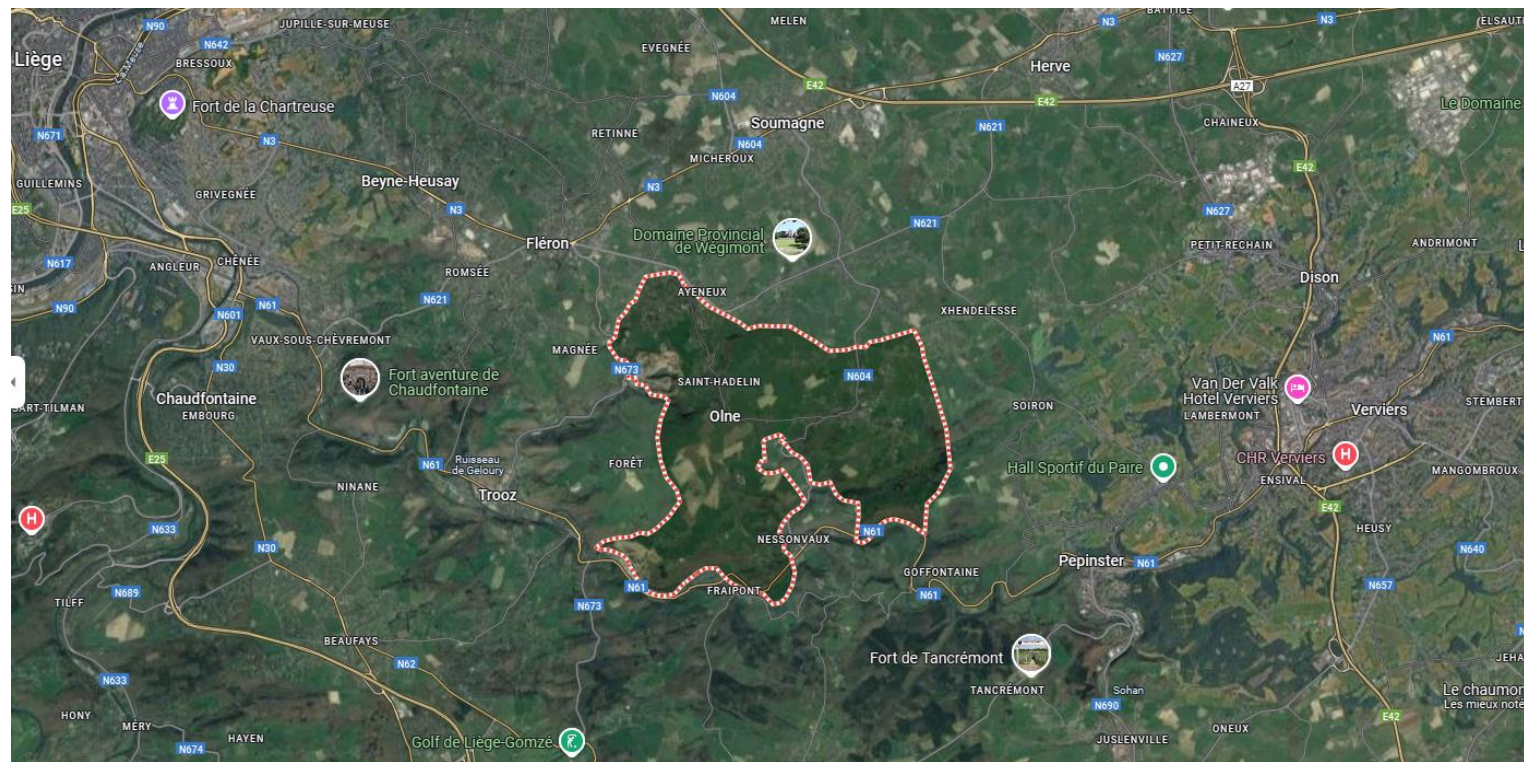 N90
JUPILLE-SUR-MEUSE
MELEN
BATTICE
N3
N3
ELSAUT
N642
Liège
La Meuse
BRESSOUX
EVEGNÉE
Herve
N627
E42
A27
Fort de la Chartreuse
N604
E42
Le Domaine
N671
N3
RETINNE
Soumagne
N621
CHAINEUX
N604
MICHEROUX
E42
GUILLEMINS
GRIVEGNÉE
Beyne-Heusay
N3
E25
N3
N621
N627
Domaine Provincial
de Wégimont
Fléron
PETIT-RECHAIN
ANDRIMONT
N617
ANGLEUR
CHÊNÉE
ROMSÉE
Dison
SIN
N90
N61
N621
AYENEUX
N601
XHENDELESSE
VAUX-SOUS-CHÈVREMONT
MAGNÉE
N61
N30
N673
Fort aventure de
Chaudfontaine
SAINT-HADELIN
N604
Van Der Valk
Hotel Verviers
Chaudfontaine
EMBOURG
ART-TILMAN
Olne
SOIRON
LAMBERMONT
Verviers
STEMBERT
E25
N61
Ruisseau
de Geloury
FORÊT
Hall Sportif du Paire
CHR Verviers
H
MANGOMBROUX
NINANE
Trooz
ENSIVAL
H
N633
E42
HEUSY
N30
NESSONVAUX
N61
N640
Pepinster
N61
GOFFONTAINE
N689
N61
FRAIPONT
N61
N657
TILFF
N673
BEAUFAYS
N62
Fort de Tancrémont
JEHA
N633
TANCRÉMONT
Sohan
Le chaumon
Les mieux noté
N690
HONY
MÉRY
HAYEN
E42
N674
Golf de Liège-Gomzé
JUSLENVILLE
ONEUX